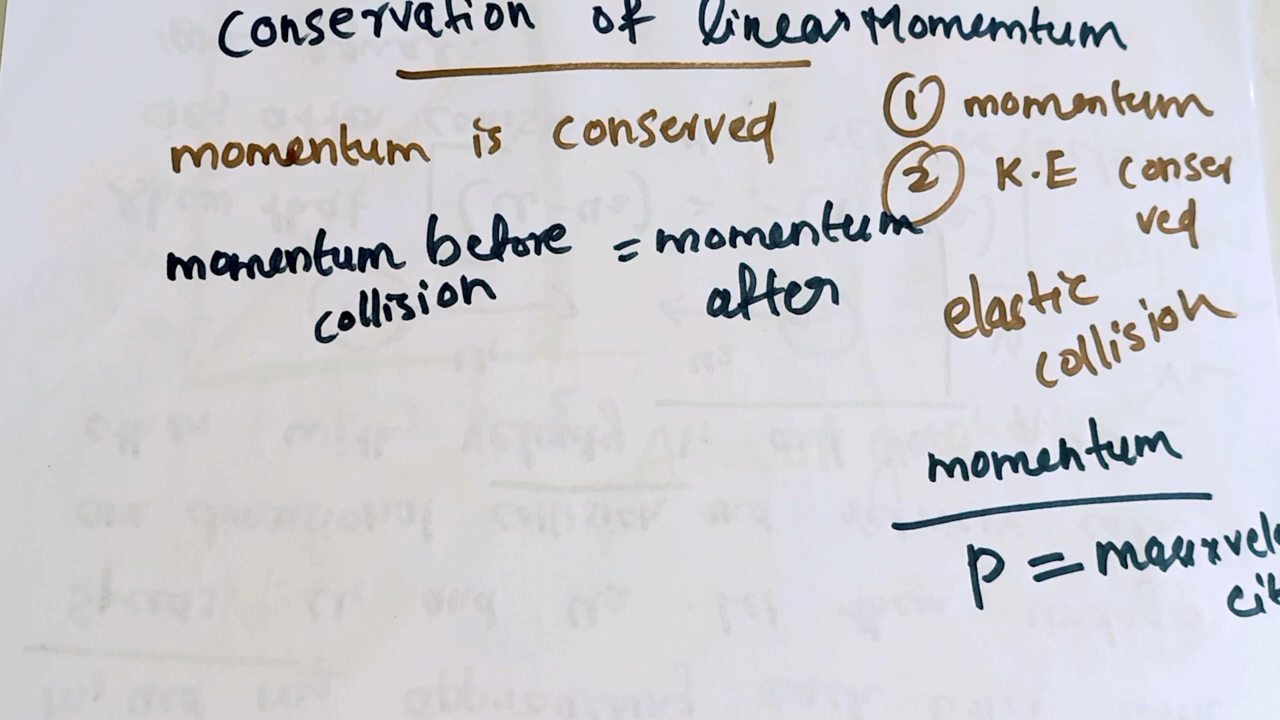 Conservation of linear Momemtum
momentum is conserved
momentum before = momentum
collision after
① momentum
② K.E conser
ved
elastic
collision
momentum
p = mass x velo
cit